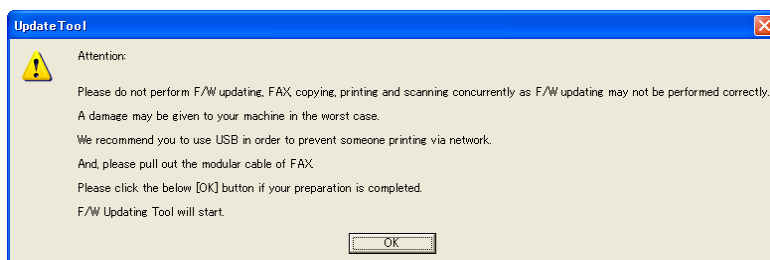 UpdateTool
Attention:
Please do not perform F/W updating, FAX, copying, printing and scanning concurrently as F/W updating may not be performed correctly.
A damage may be given to your machine in the worst case.
We recommend you to use USB in order to prevent someone printing via network.
And, please pull out the modular cable of FAX.
Please click the below [OK] button if your preparation is completed.
F/W Updating Tool will start.
OK